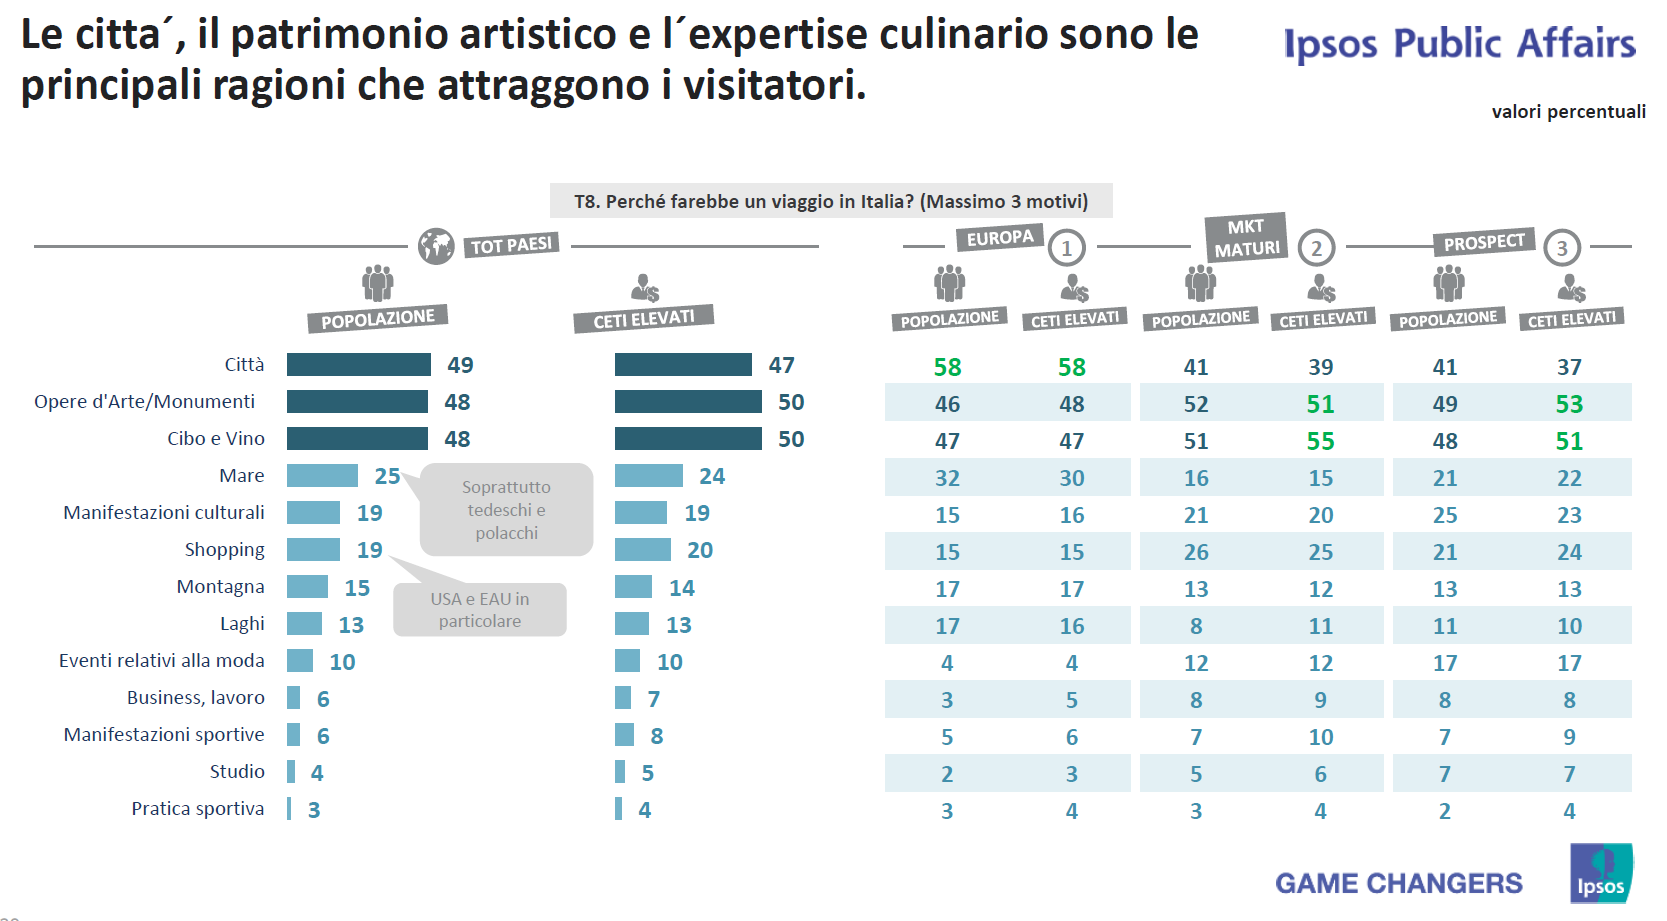 Le citta´, il patrimonio artistico e l´expertise culinario sono le
principali ragioni che attraggono i visitatori.
Ipsos Public Affairs
valori percentuali
T8. Perché farebbe un viaggio in Italia? (Massimo 3 motivi)
TOT PAESI
EUROPA 1
MKT
MATURI 2
PROSPECT 3
POPOLAZIONE CETI ELEVATI POPOLAZIONE CETI ELEVATI POPOLAZIONE CETI ELEVATI POPOLAZIONE CETI ELEVATI
Città 49 47 58 58 41 39 41 37
Opere d'Arte/Monumenti 48 50 46 48 52 51 49 53
Cibo e Vino 48 50 47 47 51 55 48 51
Mare 25 24 32 30 16 15 21 22
Soprattutto
tedeschi e
polacchi
Manifestazioni culturali 19 19 15 16 21 20 25 23
Shopping 19 20 15 15 26 25 21 24
Montagna 15 14 17 17 13 12 13 13
USA e EAU in
particolare
Laghi 13 13 17 16 8 11 11 10
Eventi relativi alla moda 10 10 4 4 12 12 17 17
Business, lavoro 6 7 3 5 8 9 8 8
Manifestazioni sportive 6 8 5 6 7 10 7 9
Studio 4 5 2 3 5 6 7 7
Pratica sportiva 3 4 3 4 3 4 2 4
GAME CHANGERS
Ipsos